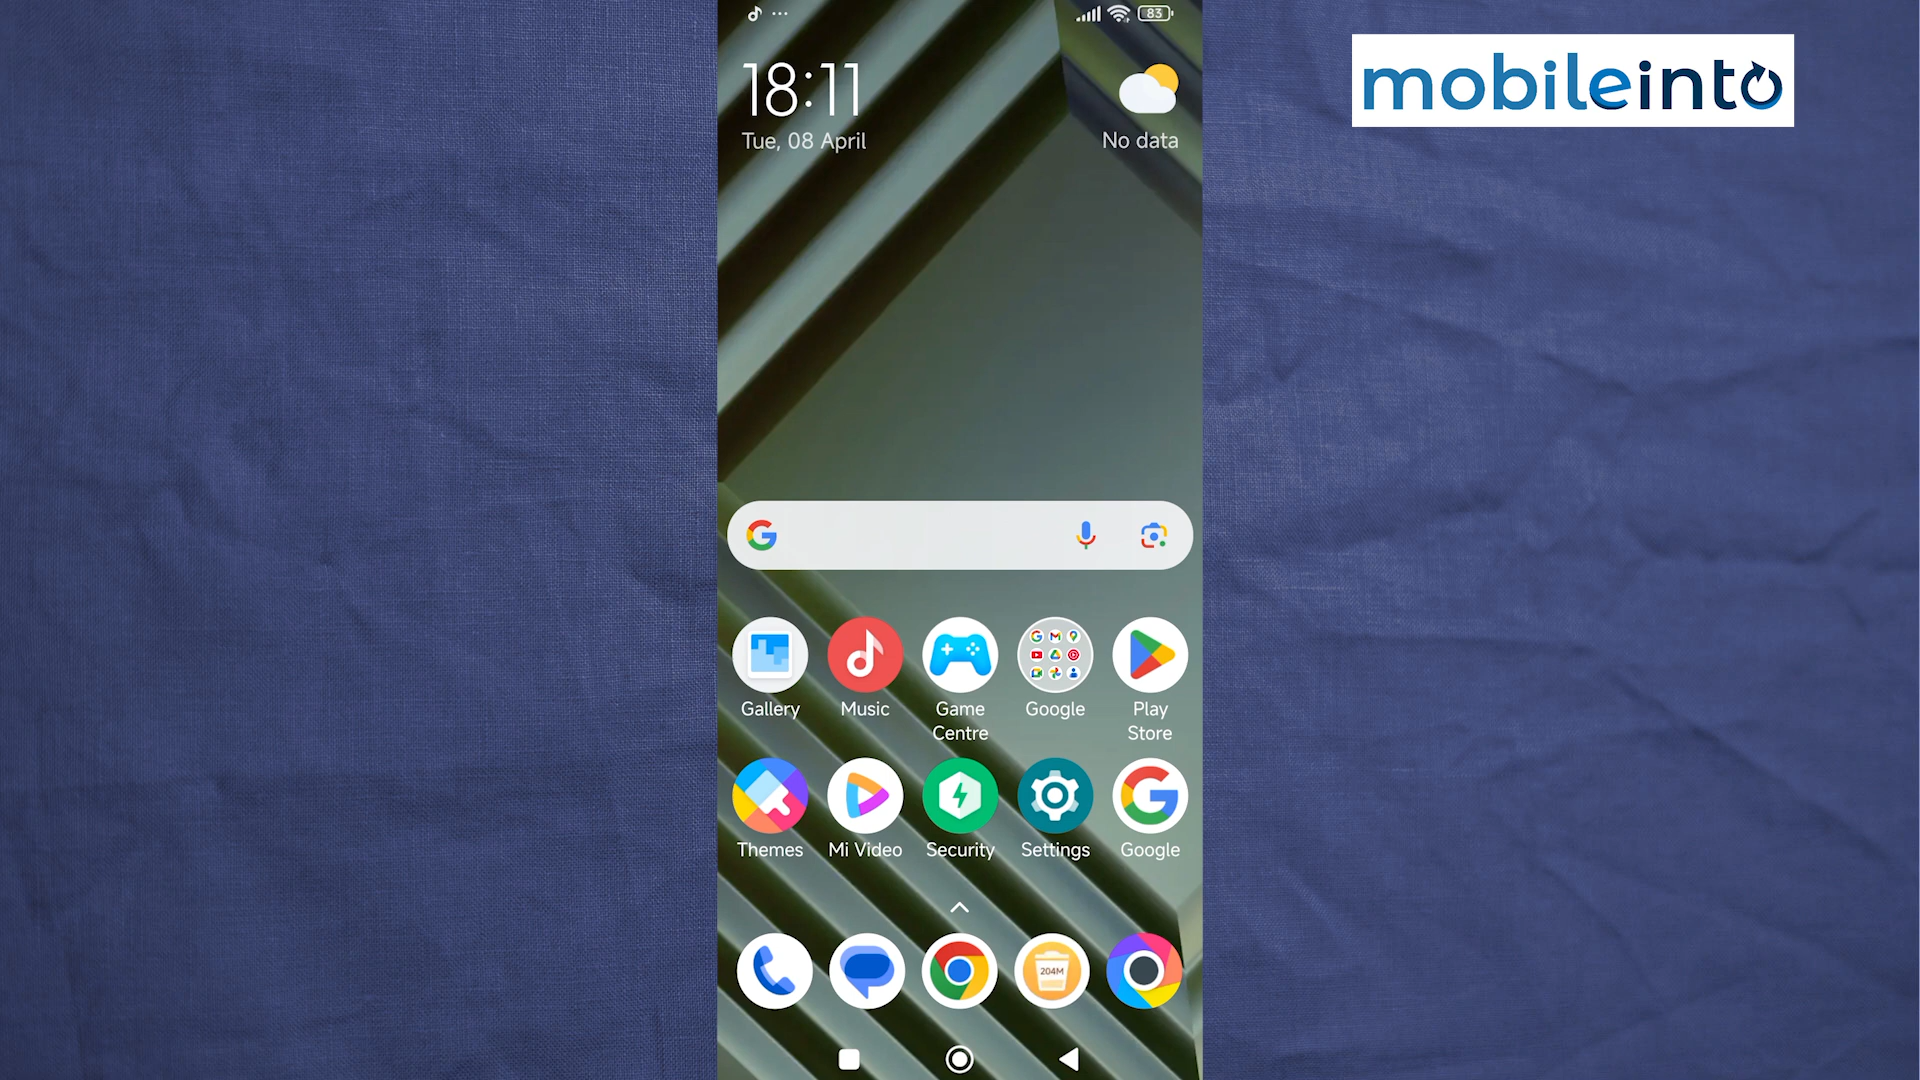 83
mobileinto
18:11
Tue, 08 April
No data
Gallery
Music
Game
Centre
Google
Play
Store
Themes
Mi Video
Security
Settings
Google
204M